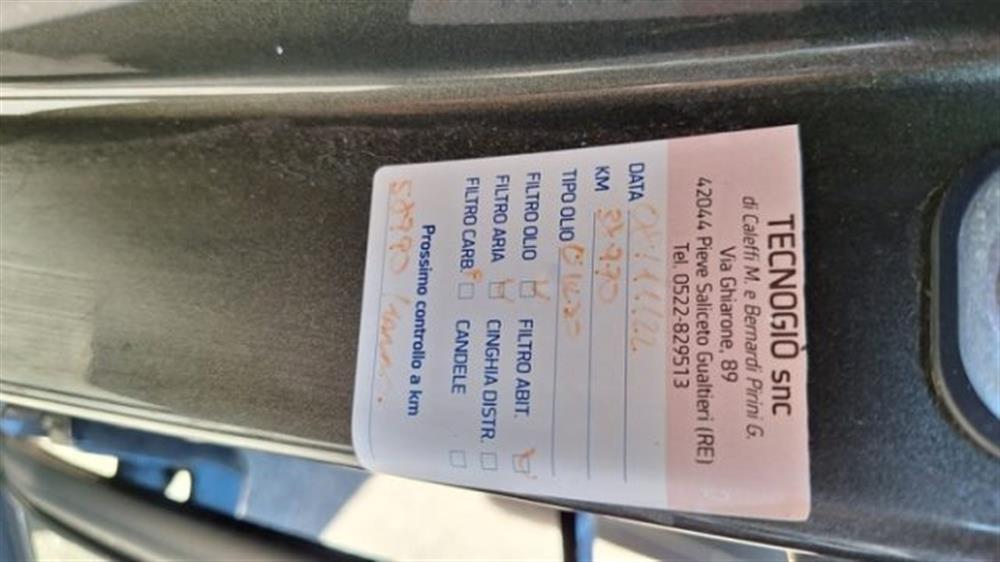 TECNOGIÒ snc
di Caleffi M. e Bernardi Pirini G.
Via Ghiarone, 89
42044 Pieve Saliceto Gualtieri (RE)
Tel. 0522-829513
DATA
KM
TIPO OLIO
FILTRO OLIO FILTRO ABIT.
FILTRO ARIA CINGHIA DISTR.
FILTRO CARB. CANDELE
Prossimo controllo a km